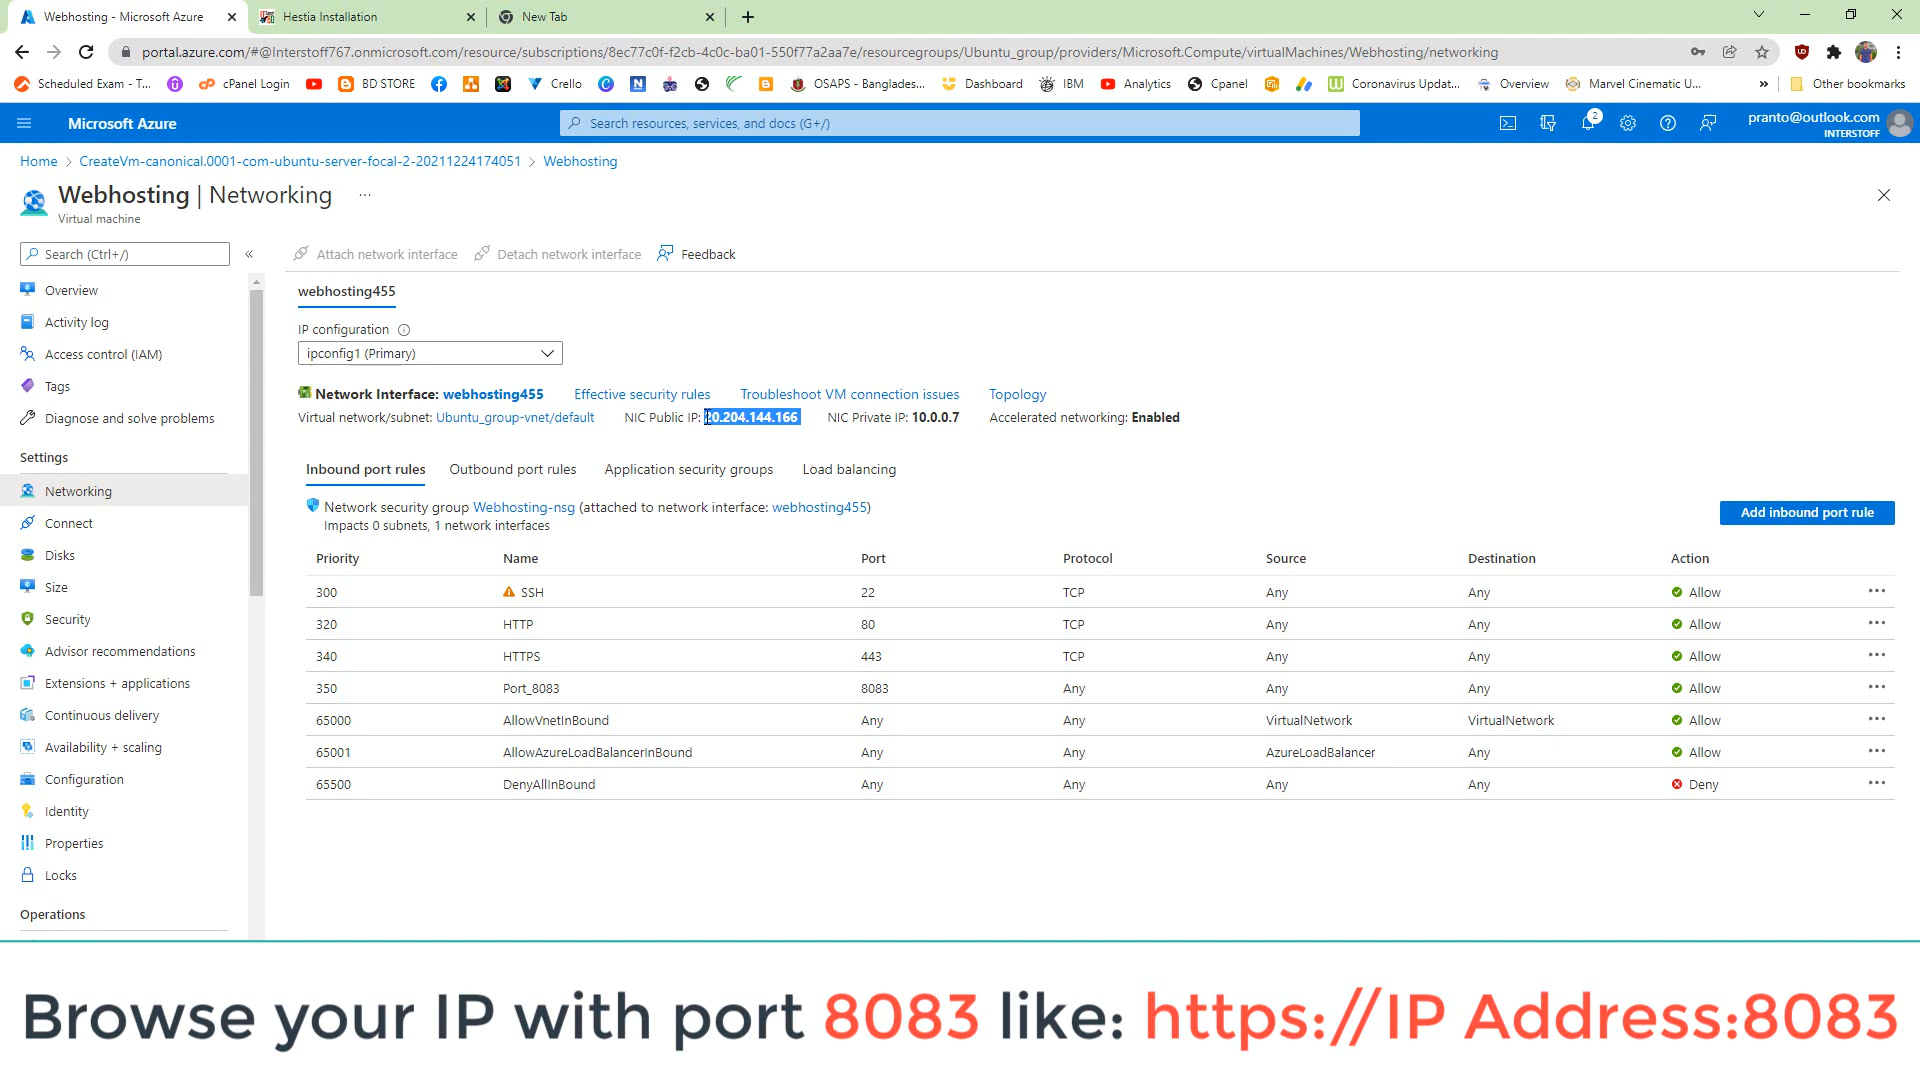 Webhosting - Microsoft Azure
Hestia Installation
New Tab
portal.azure.com/#@Interstoff767.onmicrosoft.com/resource/subscriptions/8ec77c0f-f2cb-4c0c-ba01-550f77a2aa7e/resourcegroups/Ubuntu_group/providers/Microsoft.Compute/virtualMachines/Webhosting/networking
Scheduled Exam - T...
cPanel Login
BD STORE
Crello
OSAPS - Banglades...
Dashboard
IBM
Analytics
Cpanel
Coronavirus Updat...
Overview
Marvel Cinematic U...
»
Other bookmarks
Microsoft Azure
Search resources, services, and docs (G+/)
2
pranto@outlook.com
INTERSTOFF
Home > CreateVm-canonical.0001-com-ubuntu-server-focal-2-20211224174051 > Webhosting
Webhosting | Networking ...
Virtual machine
Search (Ctrl+/)
«
Attach network interface
Detach network interface
Feedback
Overview
Activity log
Access control (IAM)
Tags
Diagnose and solve problems
Settings
Networking
Connect
Disks
Size
Security
Advisor recommendations
Extensions + applications
Continuous delivery
Availability + scaling
Configuration
Identity
Properties
Locks
Operations
webhosting455
IP configuration
ipconfig1 (Primary)
Network Interface: webhosting455 Effective security rules Troubleshoot VM connection issues Topology
Virtual network/subnet: Ubuntu_group-vnet/default NIC Public IP: 20.204.144.166 NIC Private IP: 10.0.0.7 Accelerated networking: Enabled
Inbound port rules Outbound port rules Application security groups Load balancing
Network security group Webhosting-nsg (attached to network interface: webhosting455)
Impacts 0 subnets, 1 network interfaces
Add inbound port rule
Priority Name Port Protocol Source Destination Action
300 SSH 22 TCP Any Any Allow ...
320 HTTP 80 TCP Any Any Allow ...
340 HTTPS 443 TCP Any Any Allow ...
350 Port_8083 8083 Any Any Any Allow ...
65000 AllowVnetInBound Any Any VirtualNetwork VirtualNetwork Allow ...
65001 AllowAzureLoadBalancerInBound Any Any AzureLoadBalancer Any Allow ...
65500 DenyAllInBound Any Any Any Any Deny ...
Browse your IP with port 8083 like: https://IP Address:8083